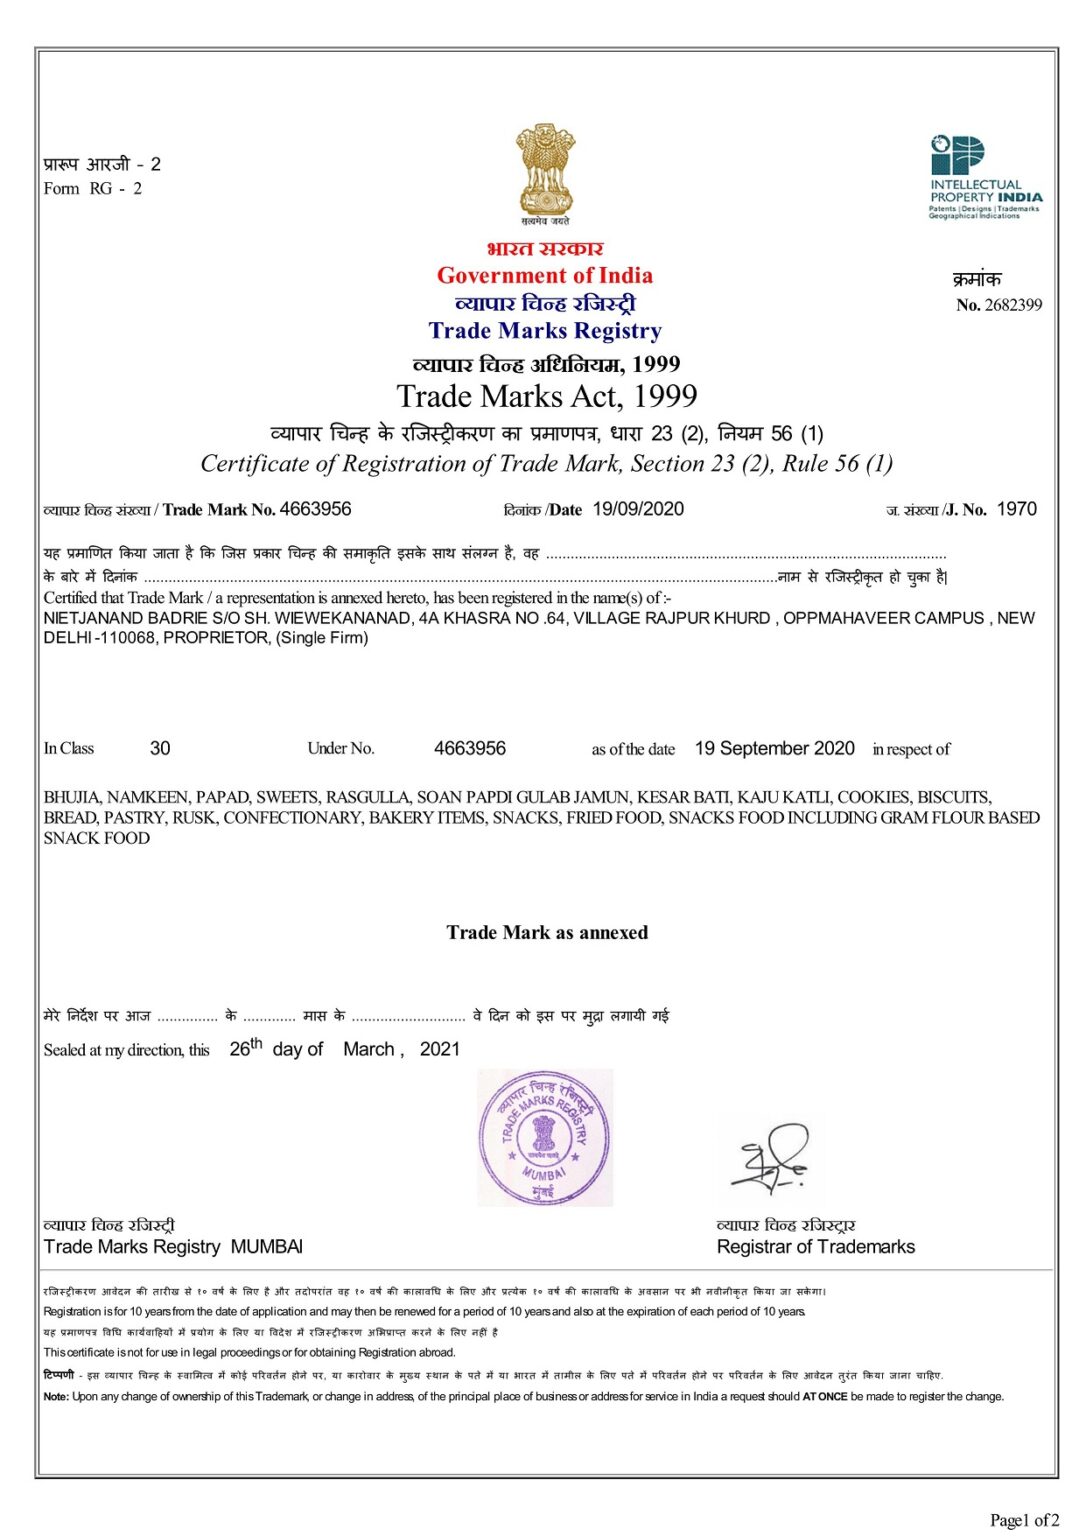 प्रारूप आरजी - 2
Form RG - 2
सत्यमेव जयते
INTELLECTUAL
PROPERTY INDIA
Patents | Designs | Trademarks
Geographical Indications
भारत सरकार
Government of India
व्यापार चिन्ह रजिस्ट्री
Trade Marks Registry
क्रमांक
No. 2682399
व्यापार चिन्ह अधिनियम, 1999
Trade Marks Act, 1999
व्यापार चिन्ह के रजिस्ट्रीकरण का प्रमाणपत्र, धारा 23 (2), नियम 56 (1)
Certificate of Registration of Trade Mark, Section 23 (2), Rule 56 (1)
व्यापार चिन्ह संख्या / Trade Mark No. 4663956 दिनांक /Date 19/09/2020 ज. संख्या /J. No. 1970
यह प्रमाणित किया जाता है कि जिस प्रकार चिन्ह की समाकृति इसके साथ संलग्न है, वह ..........................................................................................
के बारे में दिनांक ..........................................................................................नाम से रजिस्ट्रीकृत हो चुका है|
Certified that Trade Mark / a representation is annexed hereto, has been registered in the name(s) of :-
NIETJANAND BADRIE S/O SH. WIEWEKANANAD, 4A KHASRA NO .64, VILLAGE RAJPUR KHURD , OPPMAHAVEER CAMPUS , NEW
DELHI -110068, PROPRIETOR, (Single Firm)
In Class 30 Under No. 4663956 as of the date 19 September 2020 in respect of
BHUJIA, NAMKEEN, PAPAD, SWEETS, RASGULLA, SOAN PAPDI GULAB JAMUN, KESAR BATI, KAJU KATLI, COOKIES, BISCUITS,
BREAD, PASTRY, RUSK, CONFECTIONARY, BAKERY ITEMS, SNACKS, FRIED FOOD, SNACKS FOOD INCLUDING GRAM FLOUR BASED
SNACK FOOD
Trade Mark as annexed
मेरे निर्देश पर आज ............... के ............. मास के ............................ वे दिन को इस पर मुद्रा लगायी गई
Sealed at my direction, this 26th day of March , 2021
व्यापार चिन्ह रजिस्ट्री
TRADE MARKS REGISTRY
सत्यमेव जयते
MUMBAI
मुंबई
व्यापार चिन्ह रजिस्ट्री व्यापार चिन्ह रजिस्ट्रार
Trade Marks Registry MUMBAI Registrar of Trademarks
रजिस्ट्रीकरण आवेदन की तारीख से १० वर्ष के लिए है और तदोपरांत वह १० वर्ष की कालावधि के लिए और प्रत्येक १० वर्ष की कालावधि के अवसान पर भी नवीनीकृत किया जा सकेगा।
Registration is for 10 years from the date of application and may then be renewed for a period of 10 years and also at the expiration of each period of 10 years.
यह प्रमाणपत्र विधि कार्यवाहियों में प्रयोग के लिए या विदेश में रजिस्ट्रीकरण अभिप्राप्त करने के लिए नहीं है
This certificate is not for use in legal proceedings or for obtaining Registration abroad.
टिप्पणी - इस व्यापार चिन्ह के स्वामित्व में कोई परिवर्तन होने पर, या कारोबार के मुख्य स्थान के पते में या भारत में तामील के लिए पते में परिवर्तन होने पर परिवर्तन के लिए आवेदन तुरंत किया जाना चाहिए.
Note: Upon any change of ownership of this Trademark, or change in address, of the principal place of business or address for service in India a request should AT ONCE be made to register the change.
Page1 of 2